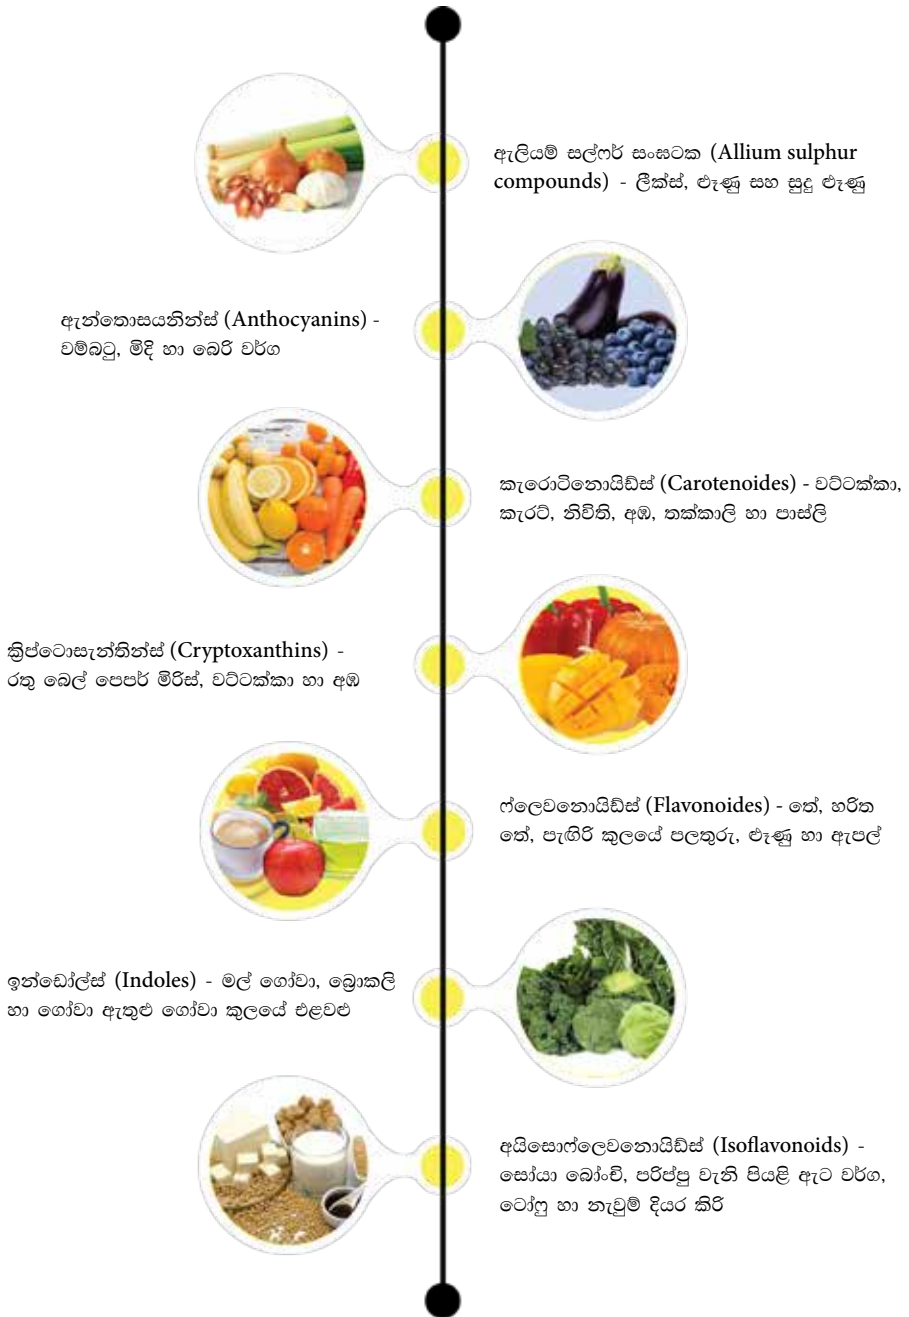 ඇලියම් සල්ෆර් සංඝටක (Allium sulphur
compounds) - ලීක්ස්, ළූණු සහ සුදු ළූණු
ඇන්තොසයනින්ස් (Anthocyanins) -
වම්බටු, මිදි හා බෙරි වර්ග
කැරොටිනොයිඩ්ස් (Carotenoides) - වට්ටක්කා,
කැරට්, නිවිති, අඹ, තක්කාලි හා පාස්ලි
ක්‍රිප්ටොසැන්තින්ස් (Cryptoxanthins) -
රතු බෙල් පෙපර් මිරිස්, වට්ටක්කා හා අඹ
ෆ්ලෙවනොයිඩ්ස් (Flavonoides) - තේ, හරිත
තේ, පැඟිරි කුලයේ පලතුරු, ළූණු හා ඇපල්
ඉන්ඩෝල්ස් (Indoles) - මල් ගෝවා, බ්‍රොකලි
හා ගෝවා ඇතුළු ගෝවා කුලයේ එළවළු
අයිසොෆ්ලෙවනොයිඩ්ස් (Isoflavonoids) -
සෝයා බෝංචි, පරිප්පු වැනි පියළි ඇට වර්ග,
ටෝෆු හා නැවුම් දියර කිරි